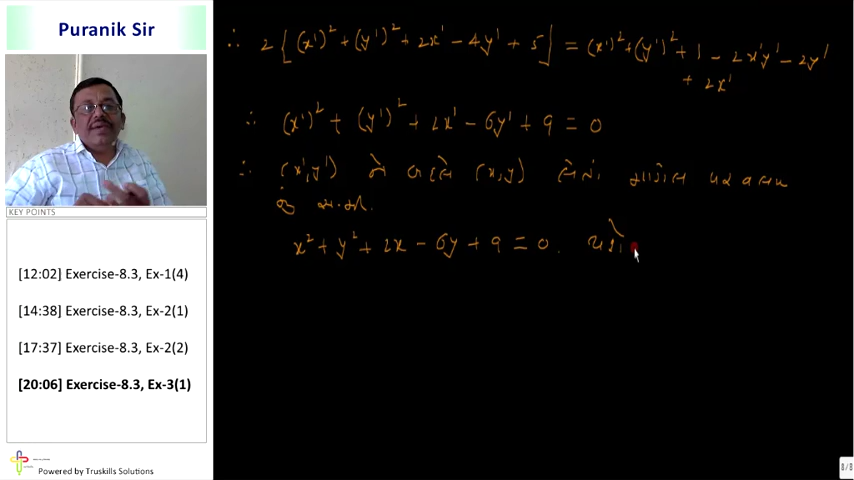 Puranik Sir
KEY POINTS
[12:02] Exercise-8.3, Ex-1(4)
[14:38] Exercise-8.3, Ex-2(1)
[17:37] Exercise-8.3, Ex-2(2)
[20:06] Exercise-8.3, Ex-3(1)
Powered by Truskills Solutions
∴ 2 { (x')² + (y')² + 2x' - 4y' + 5 } = (x')² + (y')² + 1 - 2x'y' - 2y'
+ 2x'
∴ (x')² + (y')² + 2x' - 6y' + 9 = 0
∴ (x', y') ને બદલે (x, y)
x² + y² + 2x - 6y + 9 = 0.
8/8